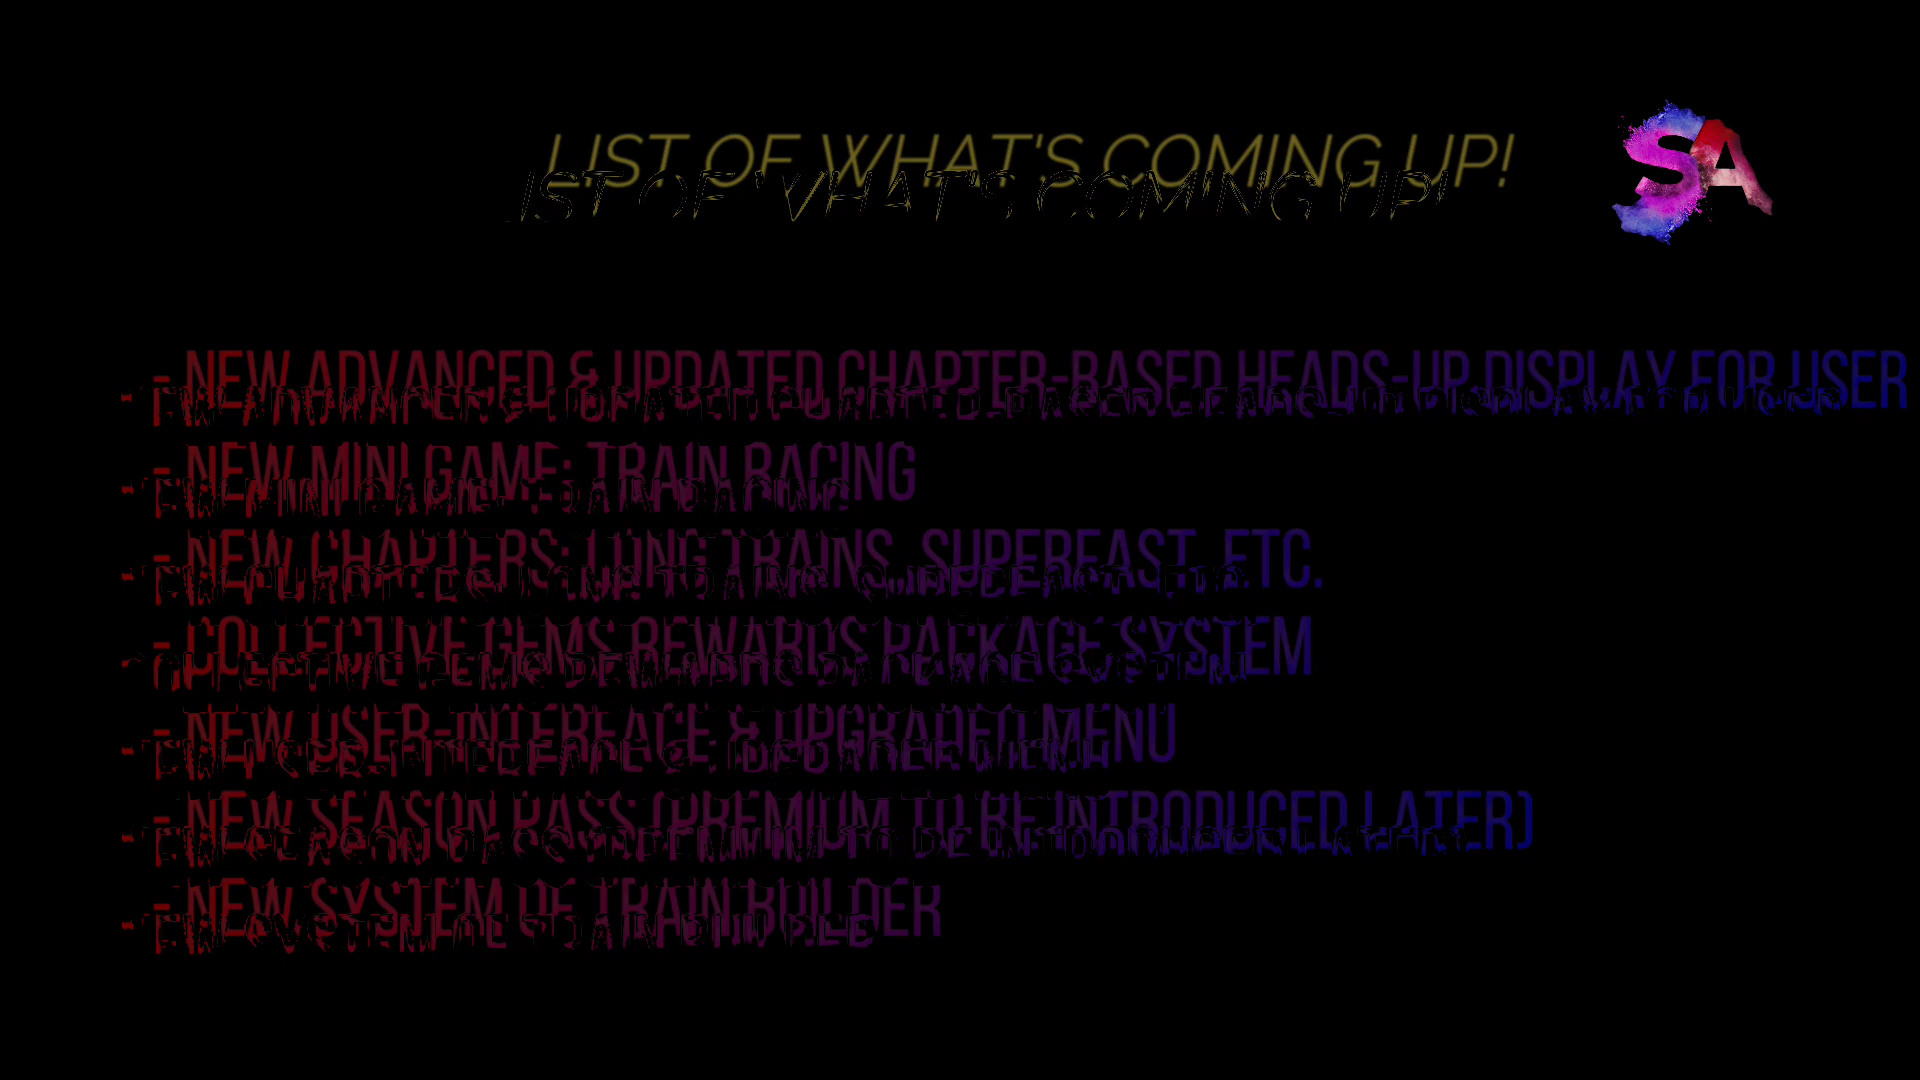 LIST OF WHAT'S COMING UP!
SA
- NEW ADVANCED & UPDATED CHAPTER-BASED HEADS-UP DISPLAY FOR USER
- NEW MINI GAME: TRAIN RACING
- NEW CHAPTERS: LONG TRAINS, SUPERFAST, ETC.
- COLLECTIVE GEMS REWARDS PACKAGE SYSTEM
- NEW USER-INTERFACE & UPGRADED MENU
- NEW SEASON PASS (PREMIUM TO BE INTRODUCED LATER)
- NEW SYSTEM OF TRAIN BUILDER